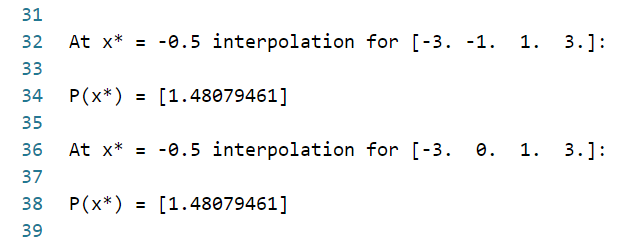 31
32 At x* = -0.5 interpolation for [-3. -1.  1.  3.]:
33
34 P(x*) = [1.48079461]
35
36 At x* = -0.5 interpolation for [-3.  0.  1.  3.]:
37
38 P(x*) = [1.48079461]
39